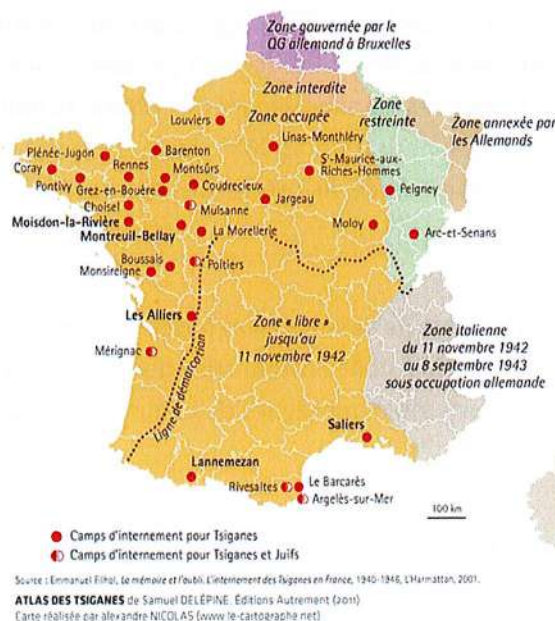 Zone gouvernée par le
QG allemand à Bruxelles
Zone interdite
Zone occupée
Zone
restreinte
Zone annexée par
les Allemands
Louviers
Linas-Monthléry
St-Maurice-aux-
Riches-Hommes
Peigney
Plénée-Jugon
Barenton
Coray
Rennes
Montsûrs
Pontivy
Grez-en-Bouère
Coudrecieux
Choisel
Mulsanne
Jargeau
Moloy
Arc-et-Senans
Moisdon-la-Rivière
Montreuil-Bellay
La Morellerie
Boussais
Monsireigne
Poitiers
Les Alliers
Zone « libre »
jusqu'au
11 novembre 1942
Zone italienne
du 11 novembre 1942
au 8 septembre 1943
sous occupation allemande
Mérignac
Ligne de démarcation
Saliers
Lannemezan
Rivesaltes
Le Barcarès
Argelès-sur-Mer
100 km
Camps d'internement pour Tsiganes
Camps d'internement pour Tsiganes et Juifs
Source : Emmanuel Filhol, La mémoire et l'oubli. L'internement des Tsiganes en France, 1940-1946, L'Harmattan, 2001.
ATLAS DES TSIGANES de Samuel DELÉPINE. Éditions Autrement (2011)
Carte réalisée par alexandre NICOLAS (www.le-cartographe.net)